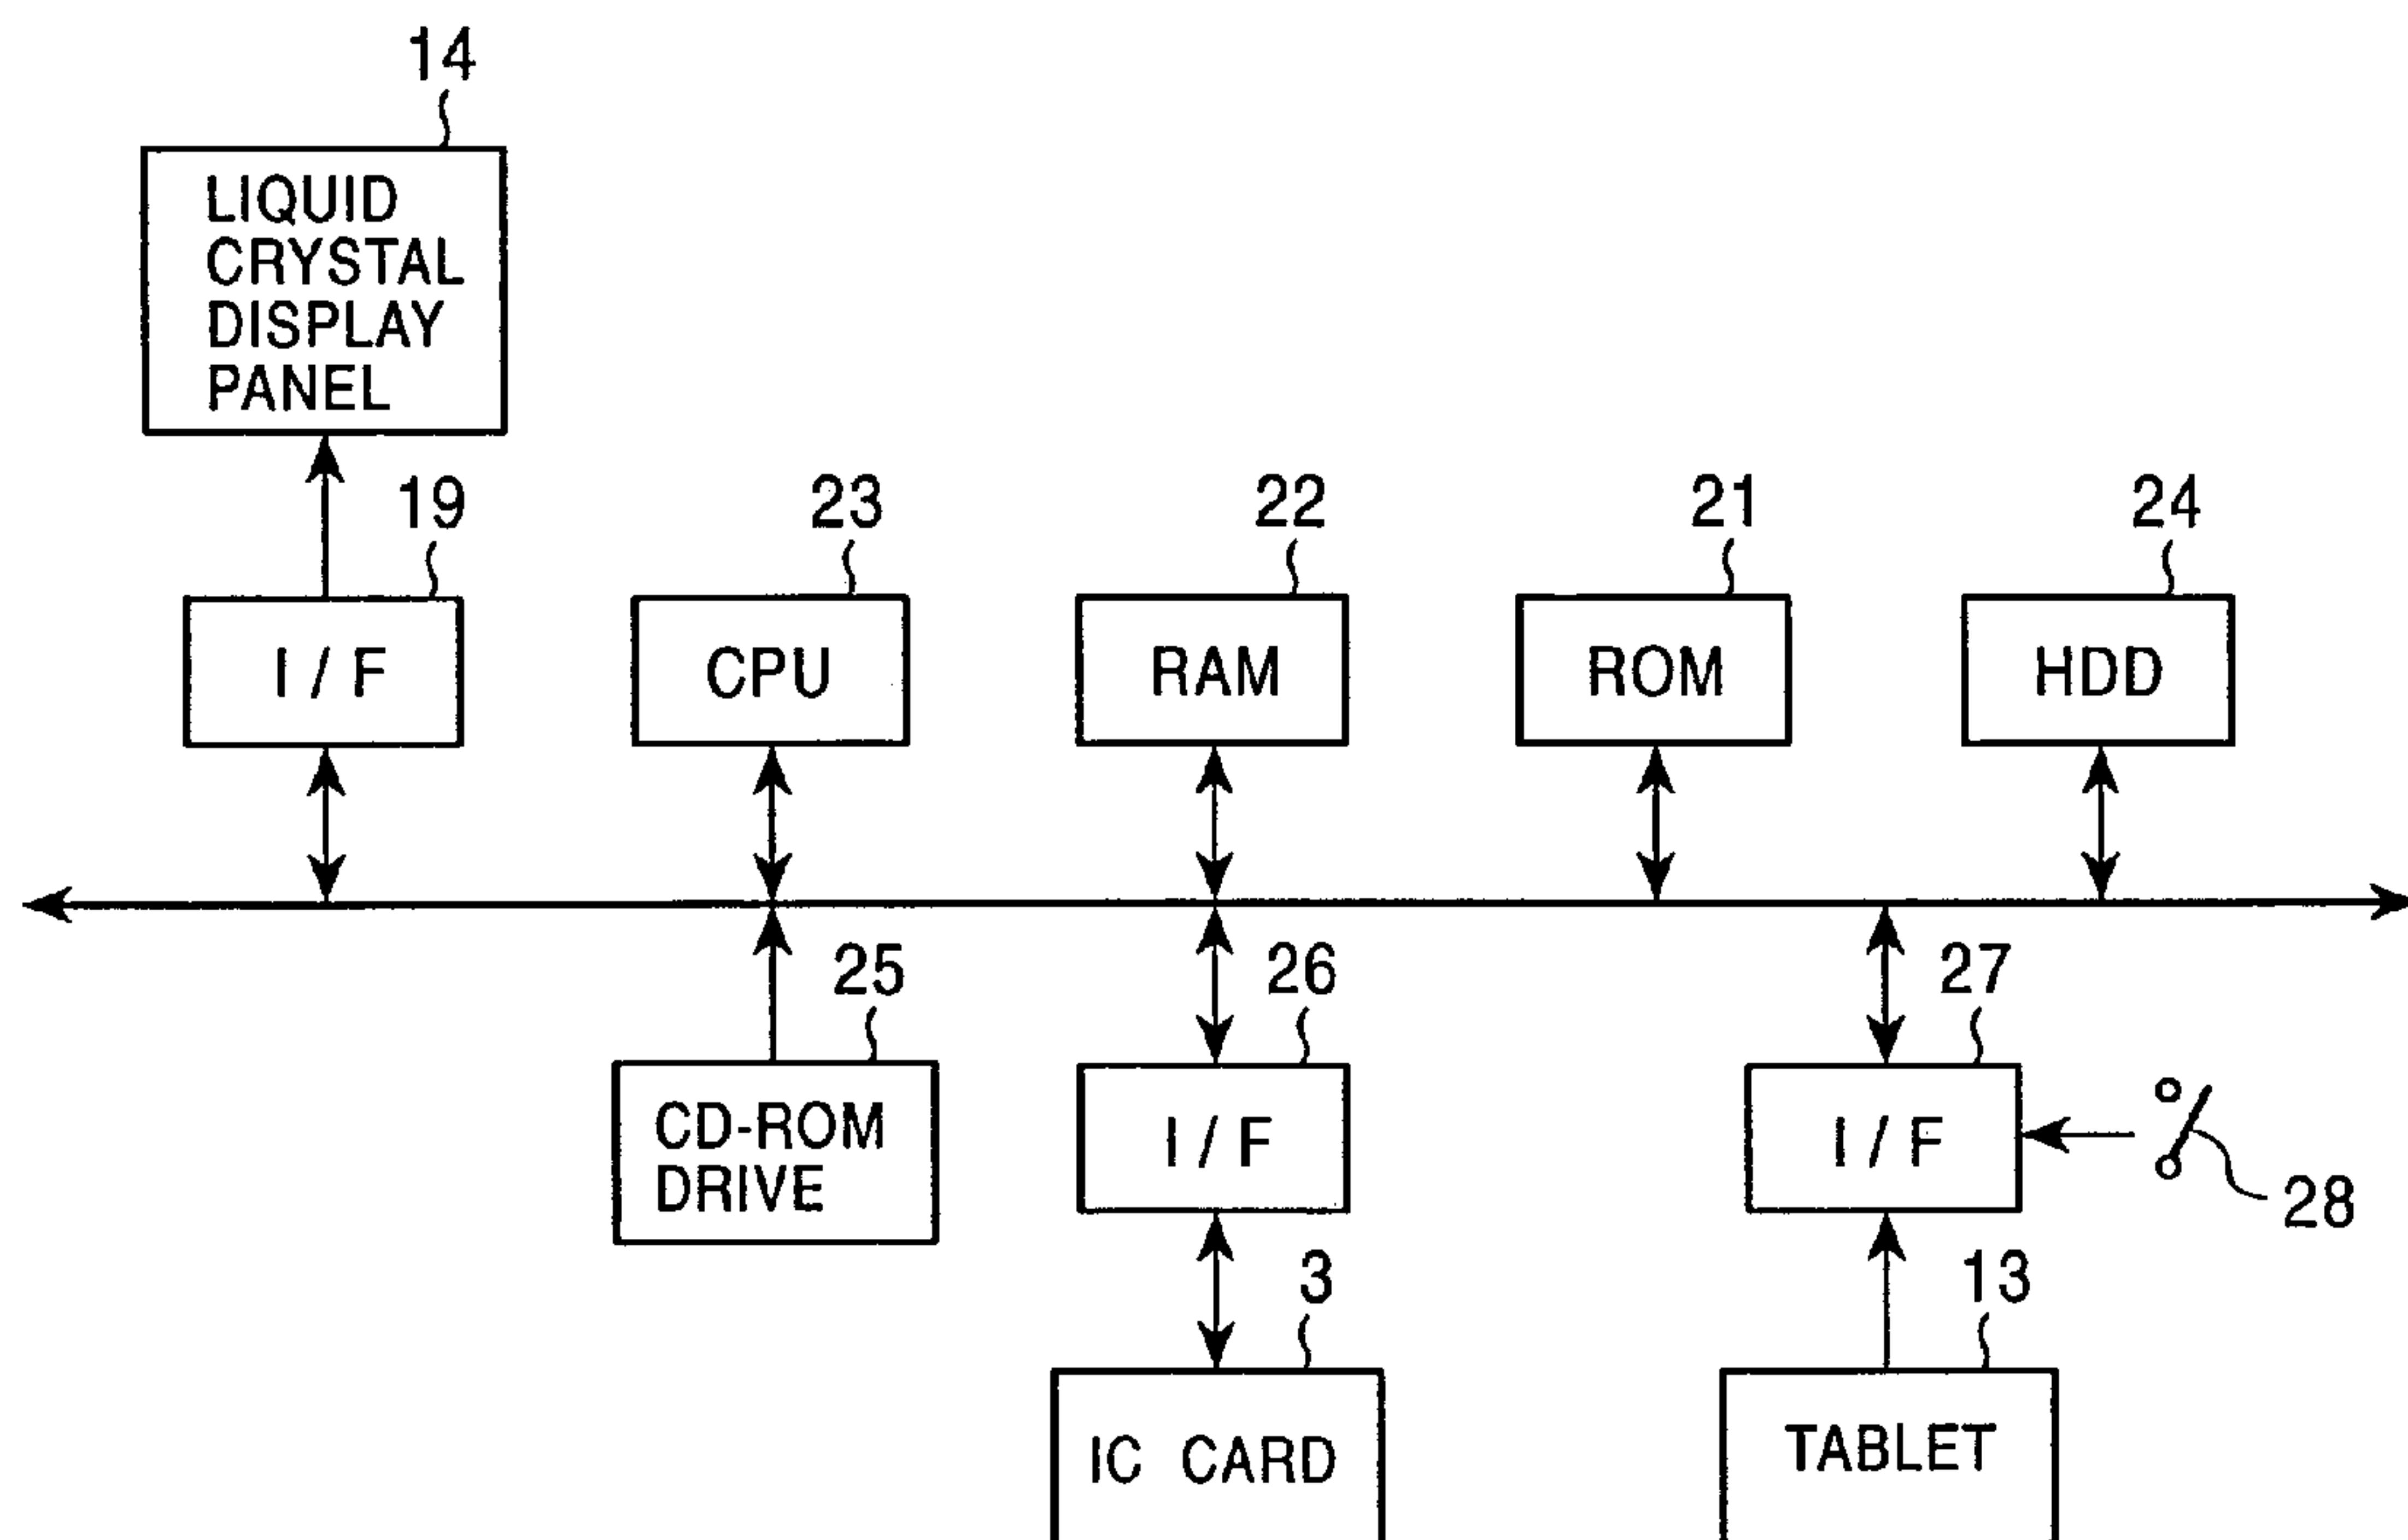 14
LIQUID
CRYSTAL
DISPLAY
PANEL
19
23
22
21
24
I / F
CPU
RAM
ROM
HDD
25
26
27
CD-ROM
DRIVE
I / F
I / F
28
3
13
IC CARD
TABLET